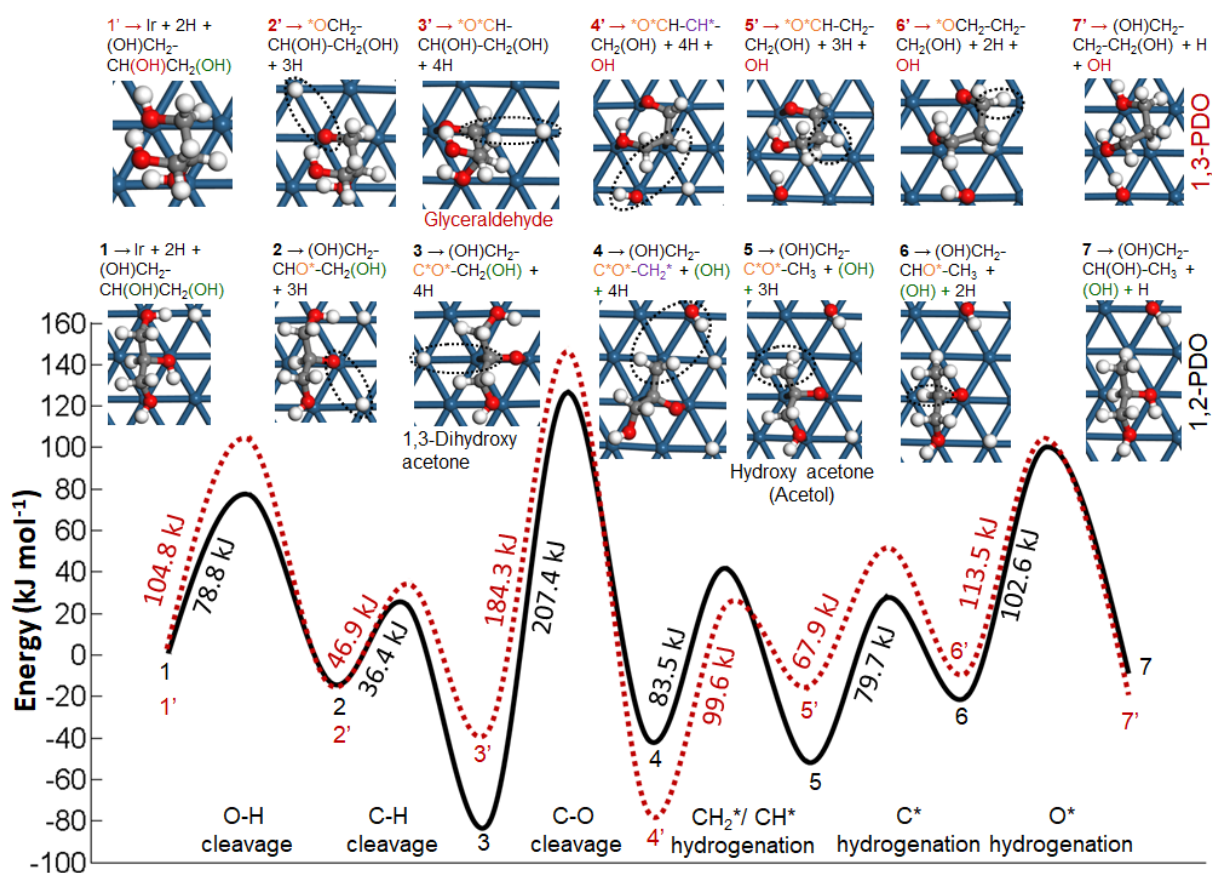 1’ → Ir + 2H +
(OH)CH₂-
CH(OH)CH₂(OH)
2’ → *OCH₂-
CH(OH)-CH₂(OH)
+ 3H
3’ → *O*CH-
CH(OH)-CH₂(OH)
+ 4H
4’ → *O*CH-CH*-
CH₂(OH) + 4H +
OH
5’ → *O*CH-CH₂-
CH₂(OH) + 3H +
OH
6’ → *OCH₂-CH₂-
CH₂(OH) + 2H +
OH
7’ → (OH)CH₂-
CH₂-CH₂(OH) + H
+ OH
Glyceraldehyde
1,3-PDO
1 → Ir + 2H +
(OH)CH₂-
CH(OH)CH₂(OH)
2 → (OH)CH₂-
CHO*-CH₂(OH)
+ 3H
3 → (OH)CH₂-
C*O*-CH₂(OH) +
4H
4 → (OH)CH₂-
C*O*-CH₂* + (OH)
+ 4H
5 → (OH)CH₂-
C*O*-CH₃ + (OH)
+ 3H
6 → (OH)CH₂-
CHO*-CH₃ +
(OH) + 2H
7 → (OH)CH₂-
CH(OH)-CH₃ +
(OH) + H
1,3-Dihydroxy
acetone
Hydroxy acetone
(Acetol)
1,2-PDO
Energy (kJ mol⁻¹)
160
140
120
100
80
60
40
20
0
-20
-40
-60
-80
-100
104.8 kJ
78.8 kJ
46.9 kJ
36.4 kJ
184.3 kJ
207.4 kJ
83.5 kJ
99.6 kJ
67.9 kJ
79.7 kJ
113.5 kJ
102.6 kJ
1
1’
2
2’
3’
3
4
4’
5’
5
6’
6
7
7’
O-H
cleavage
C-H
cleavage
C-O
cleavage
CH₂*/ CH*
hydrogenation
C*
hydrogenation
O*
hydrogenation